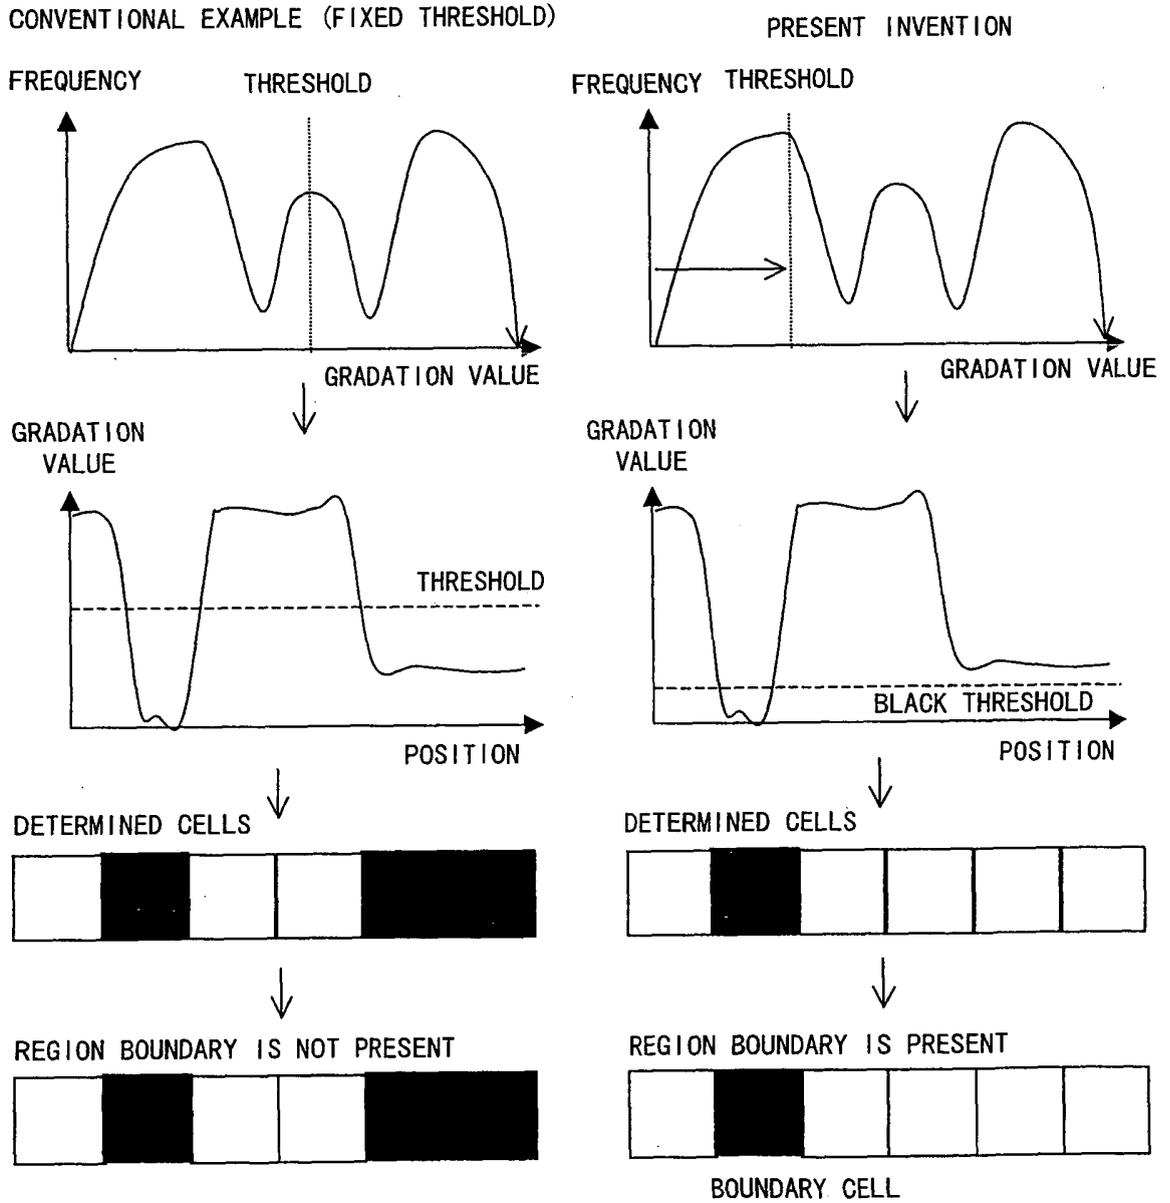 CONVENTIONAL EXAMPLE (FIXED THRESHOLD)
FREQUENCY
THRESHOLD
GRADATION VALUE
GRADATION
VALUE
THRESHOLD
POSITION
DETERMINED CELLS
REGION BOUNDARY IS NOT PRESENT
PRESENT INVENTION
FREQUENCY THRESHOLD
GRADATION VALUE
GRADATION
VALUE
BLACK THRESHOLD
POSITION
DETERMINED CELLS
REGION BOUNDARY IS PRESENT
BOUNDARY CELL